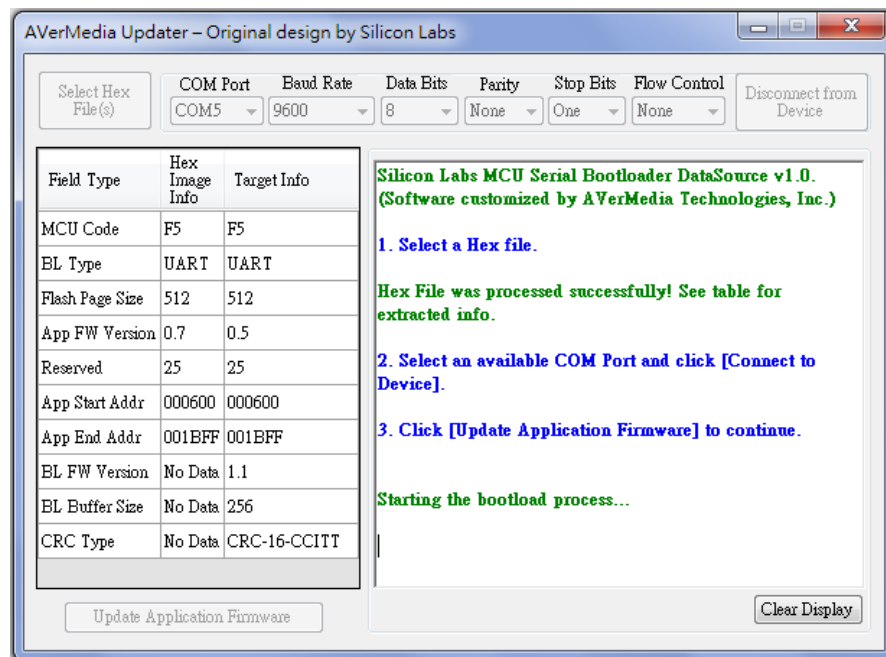 AVerMedia Updater – Original design by Silicon Labs
Select Hex
File(s)
COM Port Baud Rate Data Bits Parity Stop Bits Flow Control
COM5 9600 8 None One None
Disconnect from
Device
Field Type Hex Image Info Target Info
MCU Code F5 F5
BL Type UART UART
Flash Page Size 512 512
App FW Version 0.7 0.5
Reserved 25 25
App Start Addr 000600 000600
App End Addr 001BFF 001BFF
BL FW Version No Data 1.1
BL Buffer Size No Data 256
CRC Type No Data CRC-16-CCITT
Update Application Firmware
Silicon Labs MCU Serial Bootloader DataSource v1.0.
(Software customized by AVerMedia Technologies, Inc.)
1. Select a Hex file.
Hex File was processed successfully! See table for
extracted info.
2. Select an available COM Port and click [Connect to
Device].
3. Click [Update Application Firmware] to continue.
Starting the bootload process...
Clear Display